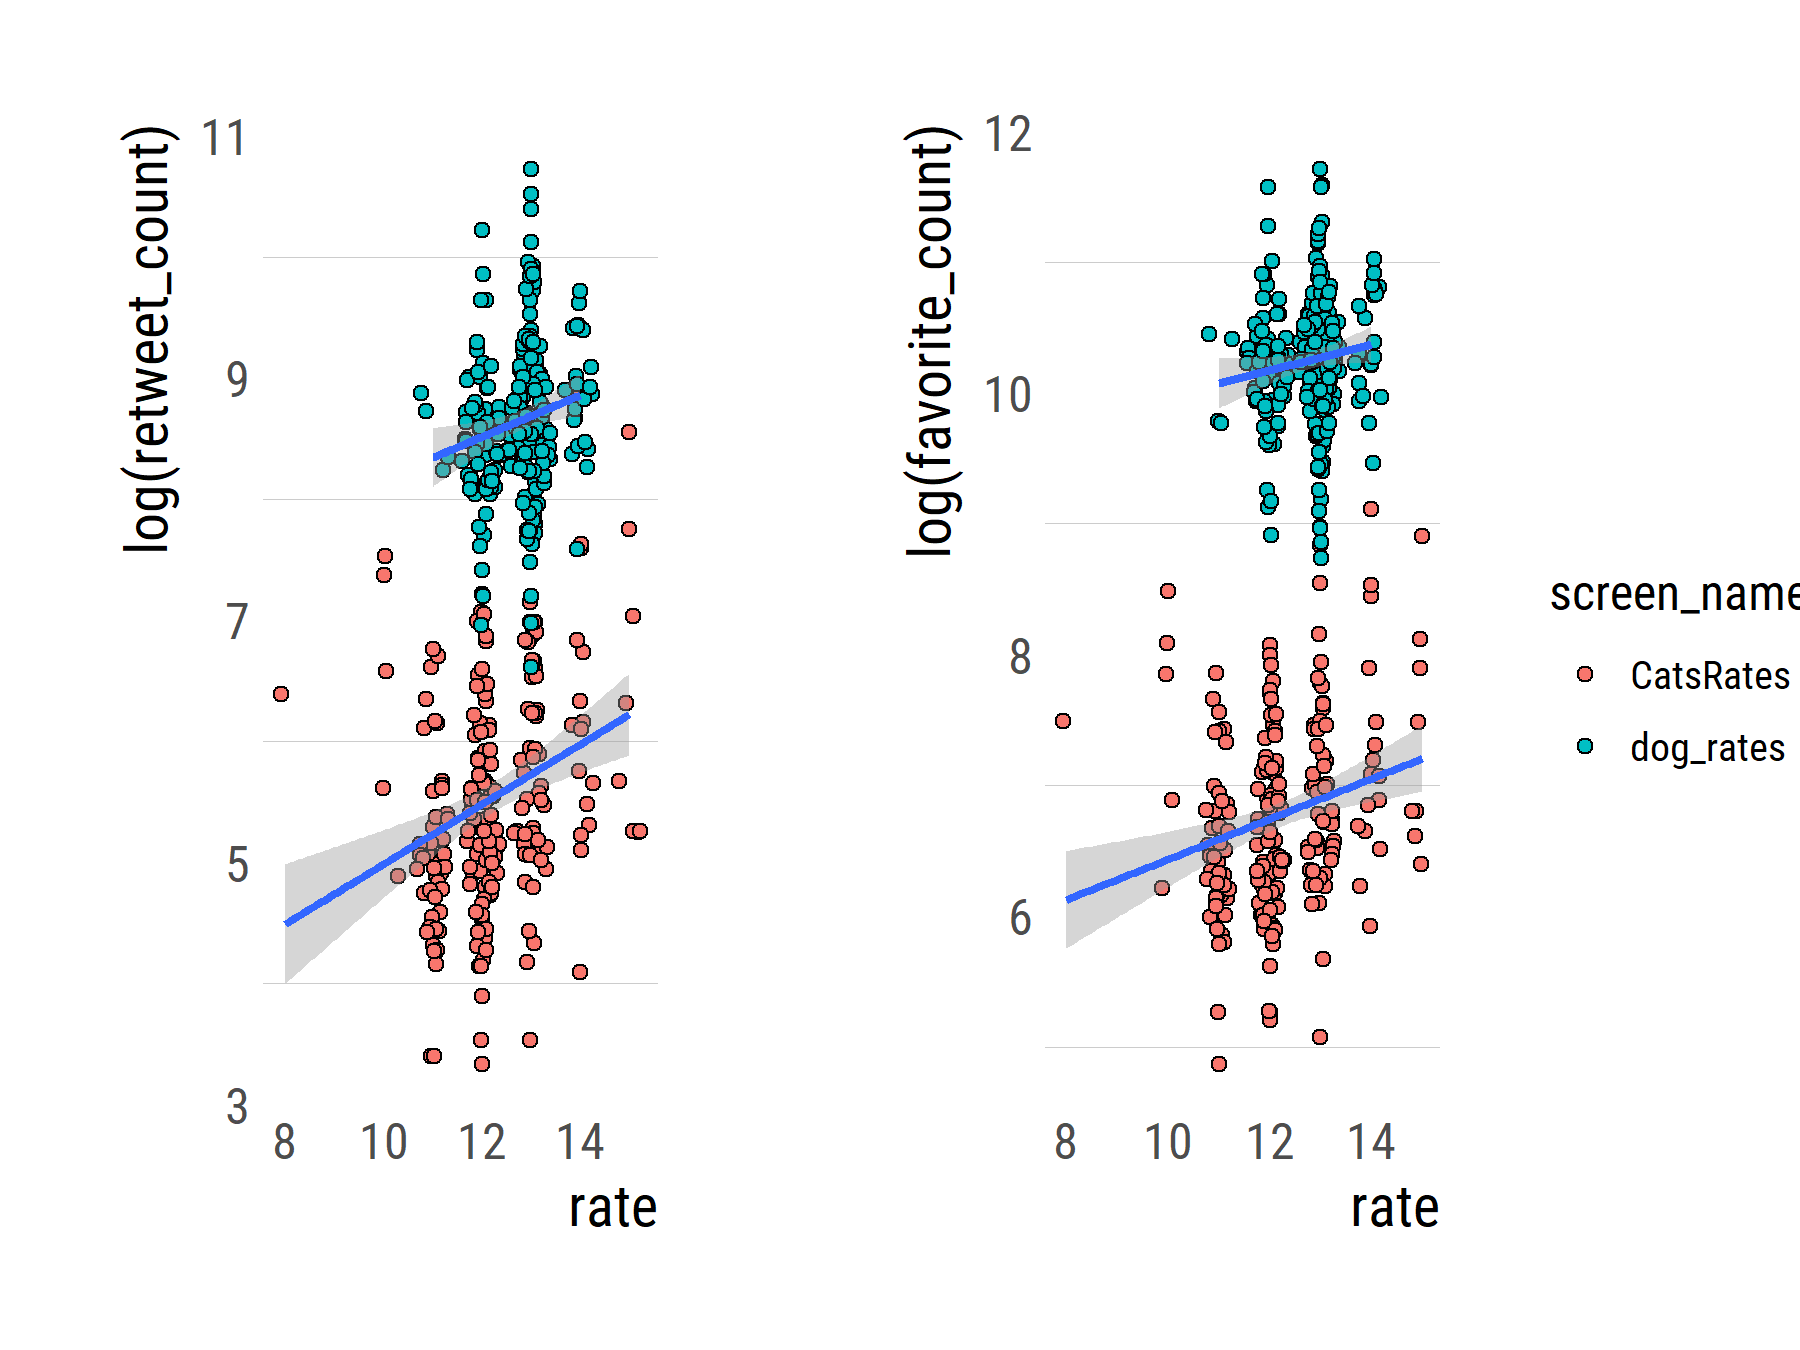 log(retweet_count)
11
9
7
5
3
8 10 12 14
rate
log(favorite_count)
12
10
8
6
8 10 12 14
rate
screen_name
CatsRates
dog_rates